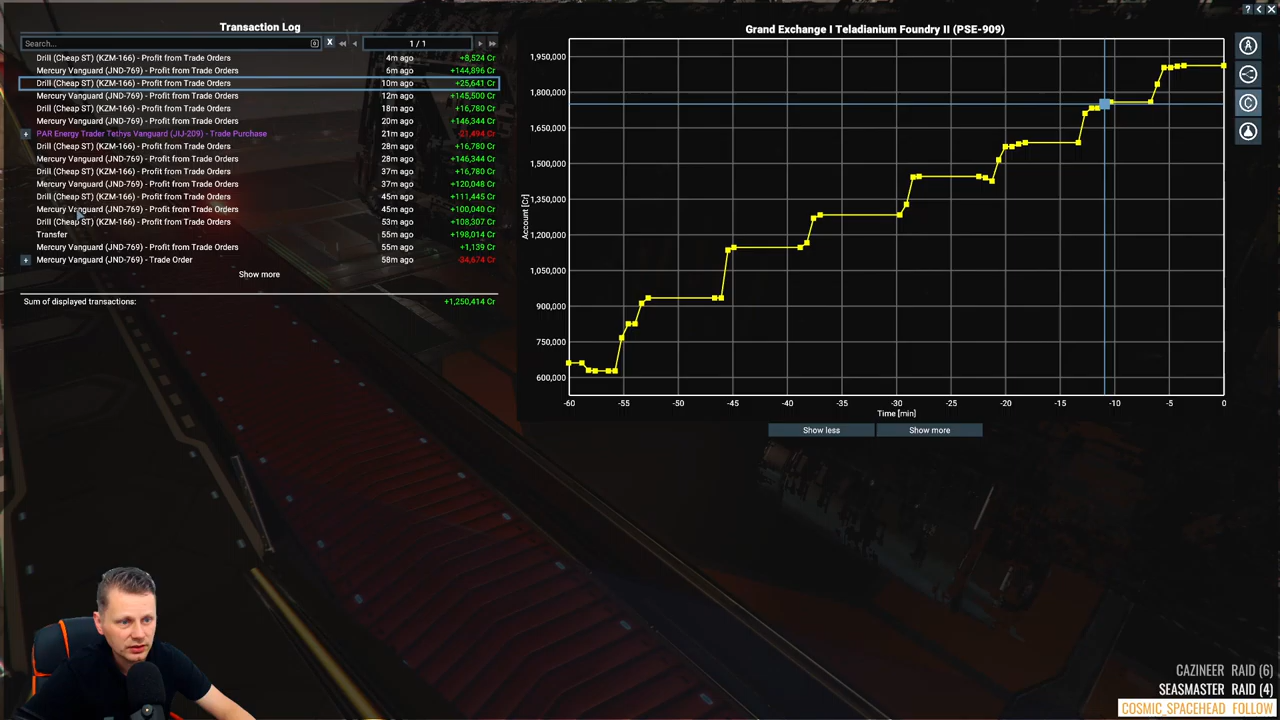 Transaction Log
Search...
1 / 1
Drill (Cheap ST) (KZM-166) - Profit from Trade Orders 4m ago +8,524 Cr
Mercury Vanguard (JND-769) - Profit from Trade Orders 6m ago +144,896 Cr
Drill (Cheap ST) (KZM-166) - Profit from Trade Orders 10m ago +25,641 Cr
Mercury Vanguard (JND-769) - Profit from Trade Orders 12m ago +145,500 Cr
Drill (Cheap ST) (KZM-166) - Profit from Trade Orders 18m ago +16,780 Cr
Mercury Vanguard (JND-769) - Profit from Trade Orders 20m ago +146,344 Cr
PAR Energy Trader Tethys Vanguard (JIJ-209) - Trade Purchase 21m ago -21,494 Cr
Drill (Cheap ST) (KZM-166) - Profit from Trade Orders 28m ago +16,780 Cr
Mercury Vanguard (JND-769) - Profit from Trade Orders 28m ago +146,344 Cr
Drill (Cheap ST) (KZM-166) - Profit from Trade Orders 37m ago +16,780 Cr
Mercury Vanguard (JND-769) - Profit from Trade Orders 37m ago +120,048 Cr
Drill (Cheap ST) (KZM-166) - Profit from Trade Orders 45m ago +111,445 Cr
Mercury Vanguard (JND-769) - Profit from Trade Orders 45m ago +100,040 Cr
Drill (Cheap ST) (KZM-166) - Profit from Trade Orders 53m ago +108,307 Cr
Transfer 55m ago +198,014 Cr
Mercury Vanguard (JND-769) - Profit from Trade Orders 55m ago +1,139 Cr
Mercury Vanguard (JND-769) - Trade Order 58m ago -34,674 Cr
Show more
Sum of displayed transactions: +1,250,414 Cr
Grand Exchange I Teladianium Foundry II (PSE-909)
1,950,000
1,800,000
1,650,000
1,500,000
1,350,000
1,200,000
1,050,000
900,000
750,000
600,000
Account [Cr]
-60 -55 -50 -45 -40 -35 -30 -25 -20 -15 -10 -5 0
Time [min]
Show less Show more
CAZINEER RAID (6)
SEASMASTER RAID (4)
COSMIC_SPACEHEAD FOLLOW